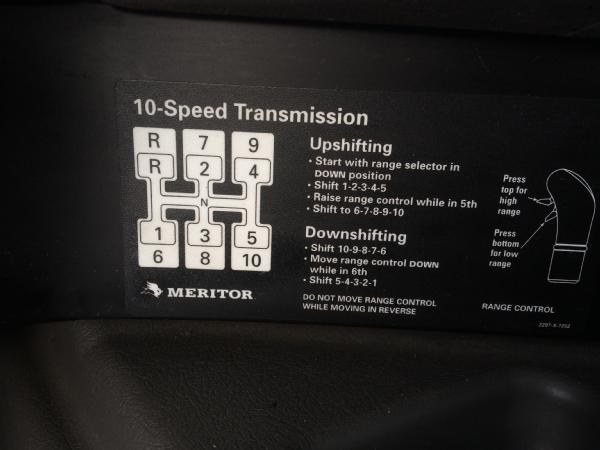 10-Speed Transmission
R 7 9
R 2 4
N
1 3 5
6 8 10
MERITOR
Upshifting
• Start with range selector in
DOWN position
• Shift 1-2-3-4-5
• Raise range control while in 5th
• Shift to 6-7-8-9-10
Downshifting
• Shift 10-9-8-7-6
• Move range control DOWN
while in 6th
• Shift 5-4-3-2-1
DO NOT MOVE RANGE CONTROL
WHILE MOVING IN REVERSE
Press
top for
high
range
Press
bottom
for low
range
RANGE CONTROL